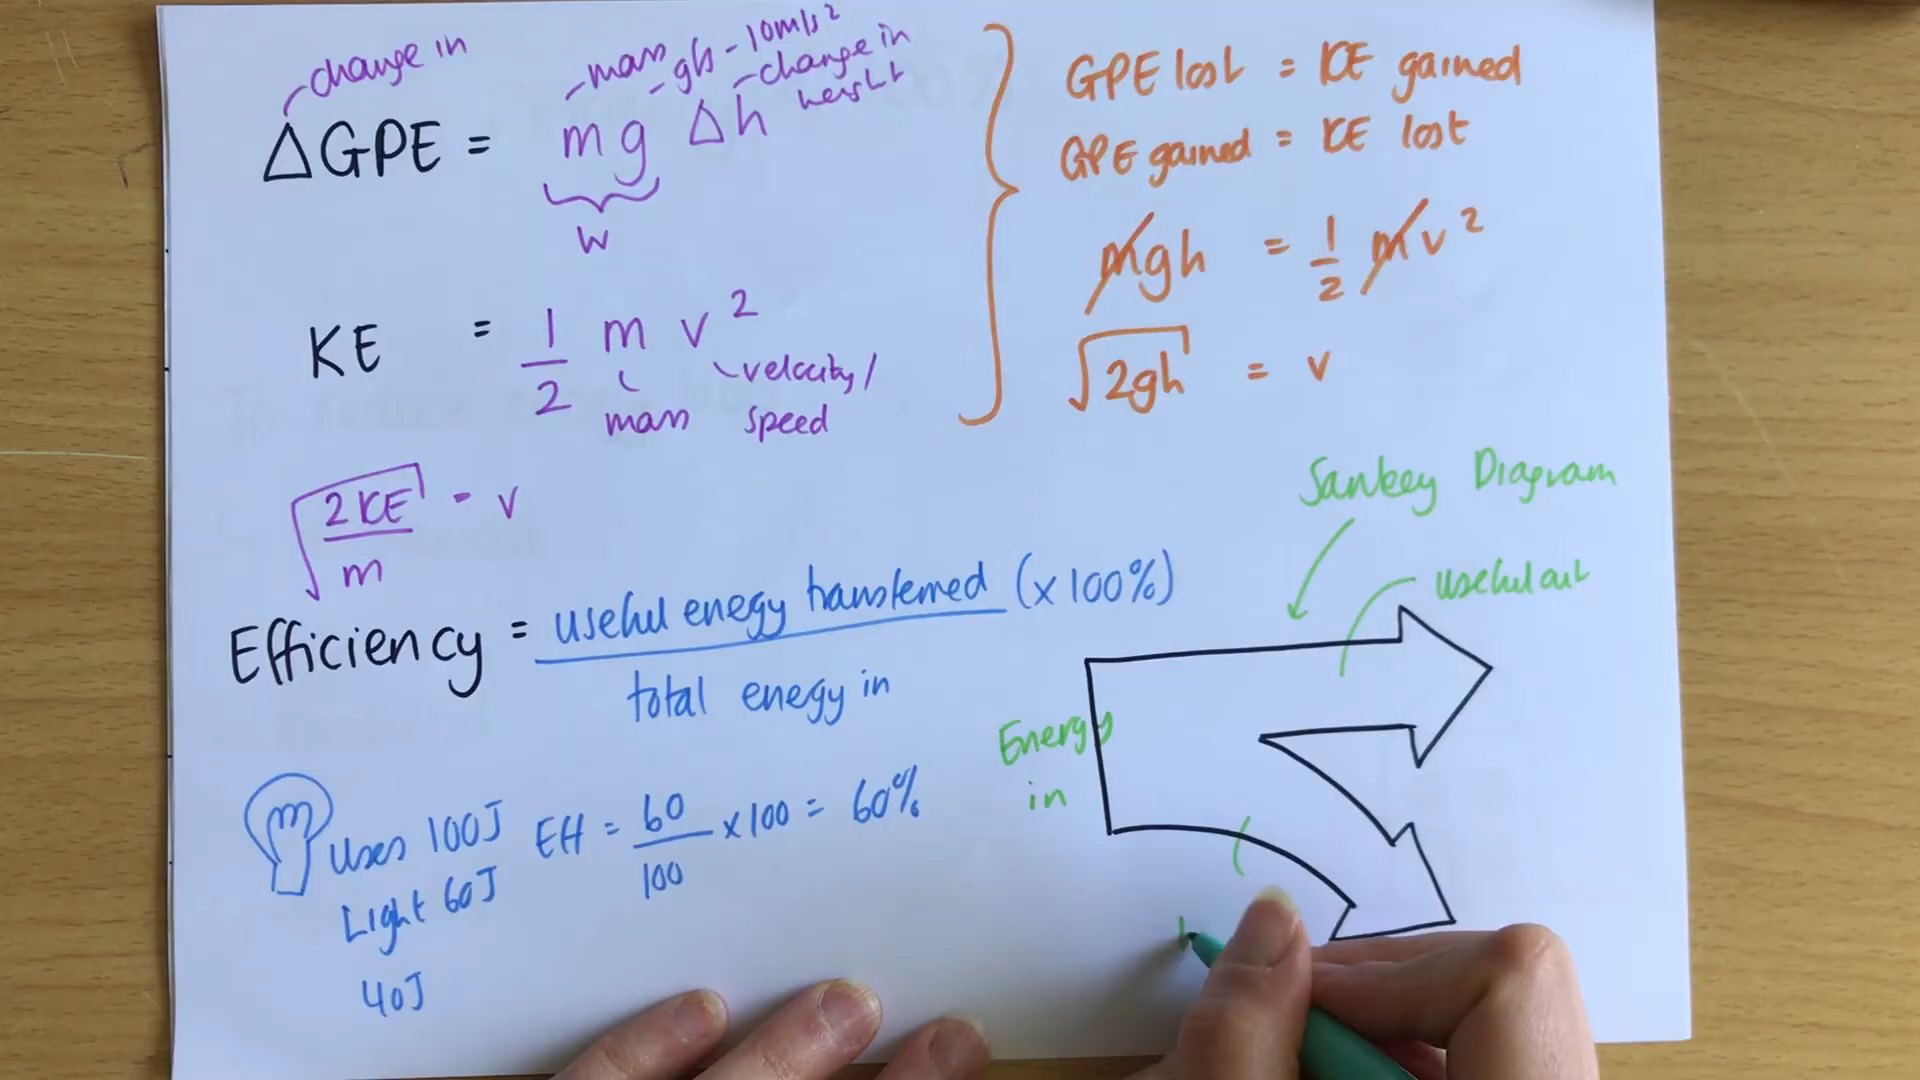 change in
mass
g's - 10m/s²
change in
height
ΔGPE = mg Δh
W
KE = 1/2 m v²
mass
velocity/
speed
√(2KE/m) = v
GPE lost = KE gained
GPE gained = KE lost
mgh = 1/2 mv²
√2gh = v
Efficiency = useful energy transferred (x 100%)
total energy in
Uses 100J
Light 60J
40J
Eff = 60/100 x 100 = 60%
Sankey Diagram
useful out
Energy
in